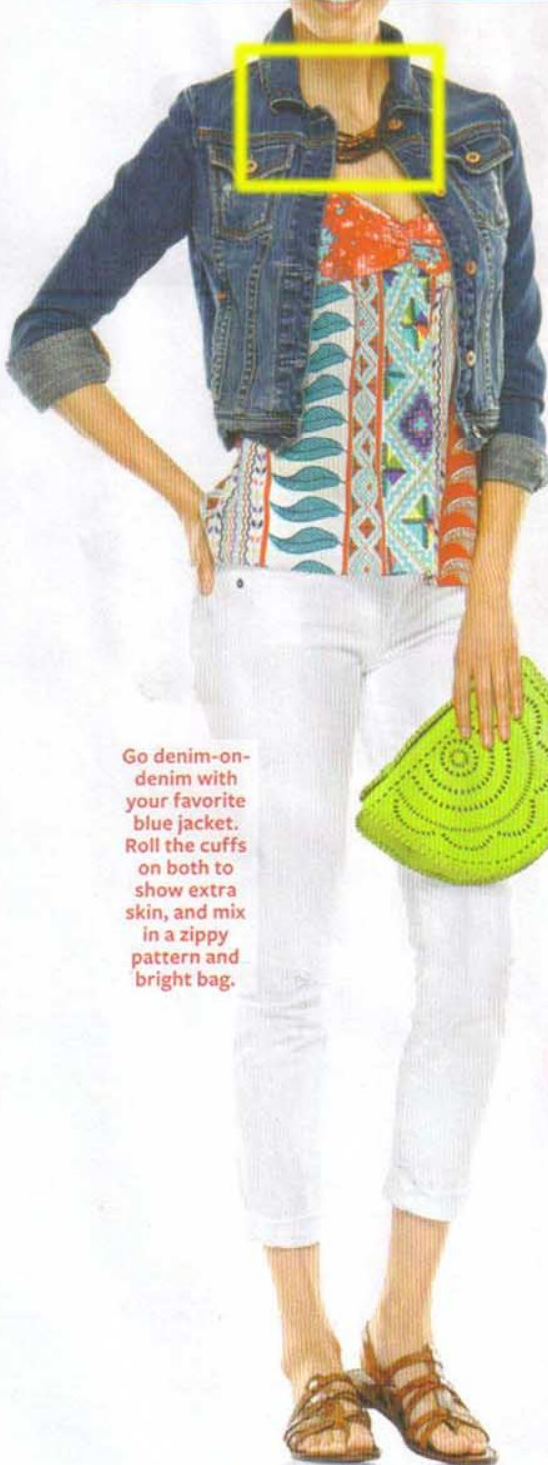 Go denim-on-
denim with
your favorite
blue jacket.
Roll the cuffs
on both to
show extra
skin, and mix
in a zippy
pattern and
bright bag.